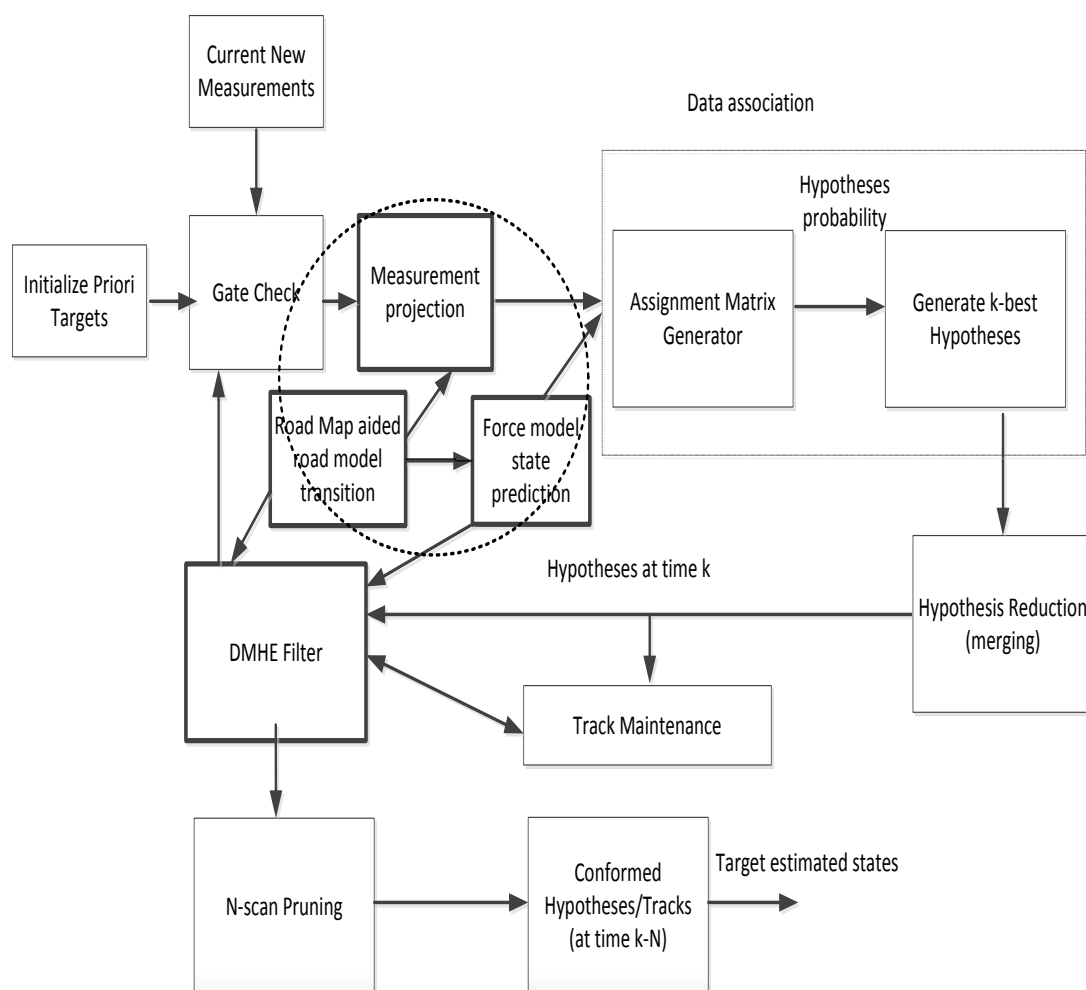 Current New
Measurements
Data association
Hypotheses
probability
Initialize Priori
Targets
Gate Check
Measurement
projection
Assignment Matrix
Generator
Generate k-best
Hypotheses
Road Map aided
road model
transition
Force model
state
prediction
Hypotheses at time k
Hypothesis Reduction
(merging)
DMHE Filter
Track Maintenance
N-scan Pruning
Conformed
Hypotheses/Tracks
(at time k-N)
Target estimated states